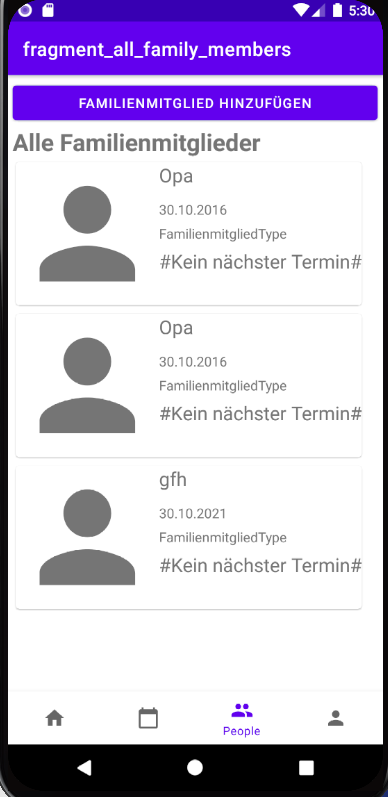 5:30
fragment_all_family_members
FAMILIENMITGLIED HINZUFÜGEN
Alle Familienmitglieder
Opa
30.10.2016
FamilienmitgliedType
#Kein nächster Termin#
Opa
30.10.2016
FamilienmitgliedType
#Kein nächster Termin#
gfh
30.10.2021
FamilienmitgliedType
#Kein nächster Termin#
People